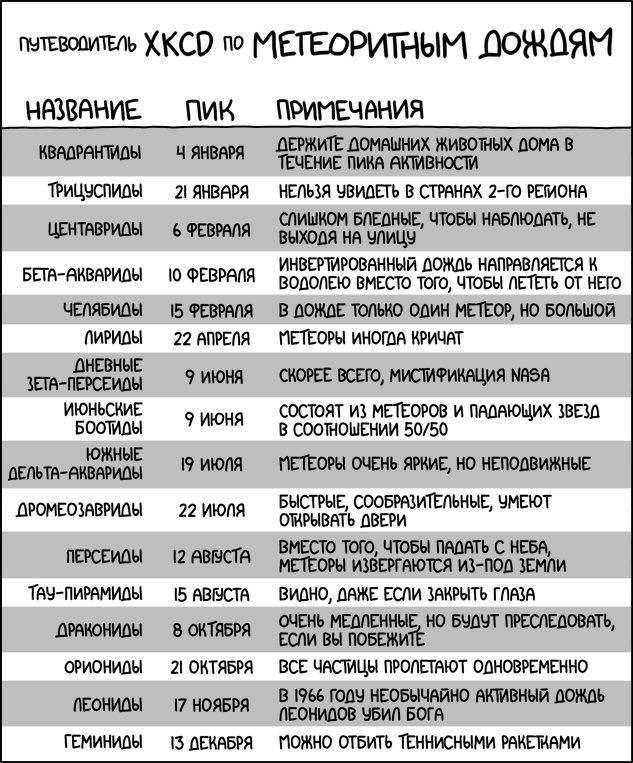 ПУТЕВОДИТЕЛЬ XKCD ПО МЕТЕОРИТНЫМ ДОЖДЯМ
НАЗВАНИЕ ПИК ПРИМЕЧАНИЯ
КВАДРАНТИДЫ 4 ЯНВАРЯ ДЕРЖИТЕ ДОМАШНИХ ЖИВОТНЫХ ДОМА В
ТЕЧЕНИЕ ПИКА АКТИВНОСТИ
ТРИЦУСПИДЫ 21 ЯНВАРЯ НЕЛЬЗЯ УВИДЕТЬ В СТРАНАХ 2-ГО РЕГИОНА
ЦЕНТАВРИДЫ 6 ФЕВРАЛЯ СЛИШКОМ БЛЕДНЫЕ, ЧТОБЫ НАБЛЮДАТЬ, НЕ
ВЫХОДЯ НА УЛИЦУ
БЕТА-АКВАРИДЫ 10 ФЕВРАЛЯ ИНВЕРТИРОВАННЫЙ ДОЖДЬ НАПРАВЛЯЕТСЯ К
ВОДОЛЕЮ ВМЕСТО ТОГО, ЧТОБЫ ЛЕТЕТЬ ОТ НЕГО
ЧЕЛЯБИДЫ 15 ФЕВРАЛЯ В ДОЖДЕ ТОЛЬКО ОДИН МЕТЕОР, НО БОЛЬШОЙ
ЛИРИДЫ 22 АПРЕЛЯ МЕТЕОРЫ ИНОГДА КРИЧАТ
ДНЕВНЫЕ
ЗЕТА-ПЕРСЕИДЫ 9 ИЮНЯ СКОРЕЕ ВСЕГО, МИСТИФИКАЦИЯ NASA
ИЮНЬСКИЕ
БООТИДЫ 9 ИЮНЯ СОСТОЯТ ИЗ МЕТЕОРОВ И ПАДАЮЩИХ ЗВЕЗД
В СООТНОШЕНИИ 50/50
ЮЖНЫЕ
ДЕЛЬТА-АКВАРИДЫ 19 ИЮЛЯ МЕТЕОРЫ ОЧЕНЬ ЯРКИЕ, НО НЕПОДВИЖНЫЕ
ДРОМЕОЗАВРИДЫ 22 ИЮЛЯ БЫСТРЫЕ, СООБРАЗИТЕЛЬНЫЕ, УМЕЮТ
ОТКРЫВАТЬ ДВЕРИ
ПЕРСЕИДЫ 12 АВГУСТА ВМЕСТО ТОГО, ЧТОБЫ ПАДАТЬ С НЕБА,
МЕТЕОРЫ ИЗВЕРГАЮТСЯ ИЗ-ПОД ЗЕМЛИ
ТАУ-ПИРАМИДЫ 15 АВГУСТА ВИДНО, ДАЖЕ ЕСЛИ ЗАКРЫТЬ ГЛАЗА
ДРАКОНИДЫ 8 ОКТЯБРЯ ОЧЕНЬ МЕДЛЕННЫЕ, НО БУДУТ ПРЕСЛЕДОВАТЬ,
ЕСЛИ ВЫ ПОБЕЖИТЕ
ОРИОНИДЫ 21 ОКТЯБРЯ ВСЕ ЧАСТИЦЫ ПРОЛЕТАЮТ ОДНОВРЕМЕННО
ЛЕОНИДЫ 17 НОЯБРЯ В 1966 ГОДУ НЕОБЫЧАЙНО АКТИВНЫЙ ДОЖДЬ
ЛЕОНИДОВ УБИЛ БОГА
ГЕМИНИДЫ 13 ДЕКАБРЯ МОЖНО ОТБИТЬ ТЕННИСНЫМИ РАКЕТКАМИ